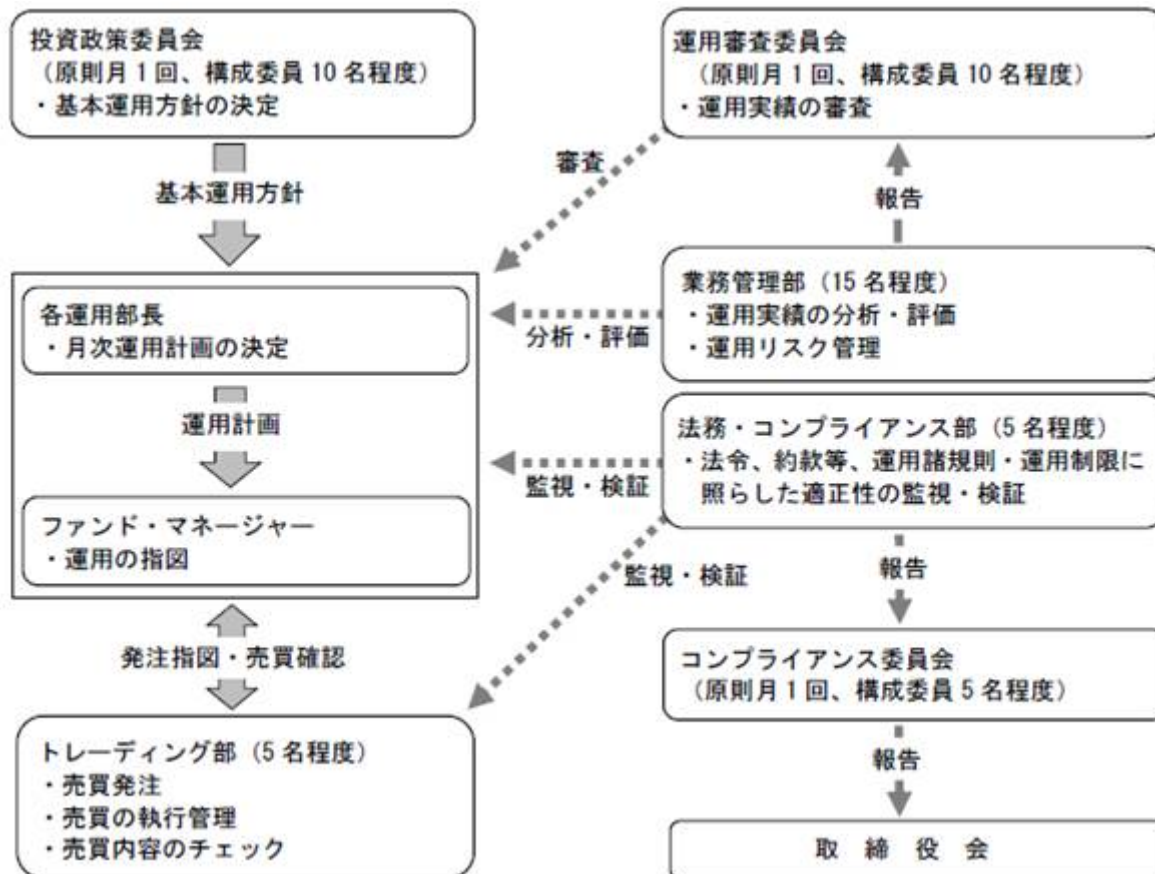 投資政策委員会
（原則月1回、構成委員10名程度）
・基本運用方針の決定
基本運用方針
各運用部長
・月次運用計画の決定
運用計画
ファンド・マネージャー
・運用の指図
発注指図・売買確認
トレーディング部（5名程度）
・売買発注
・売買の執行管理
・売買内容のチェック
運用審査委員会
（原則月1回、構成委員10名程度）
・運用実績の審査
審査
報告
業務管理部（15名程度）
・運用実績の分析・評価
・運用リスク管理
分析・評価
法務・コンプライアンス部（5名程度）
・法令、約款等、運用諸規則・運用制限に
照らした適正性の監視・検証
監視・検証
監視・検証
報告
コンプライアンス委員会
（原則月1回、構成委員5名程度）
報告
取　締　役　会